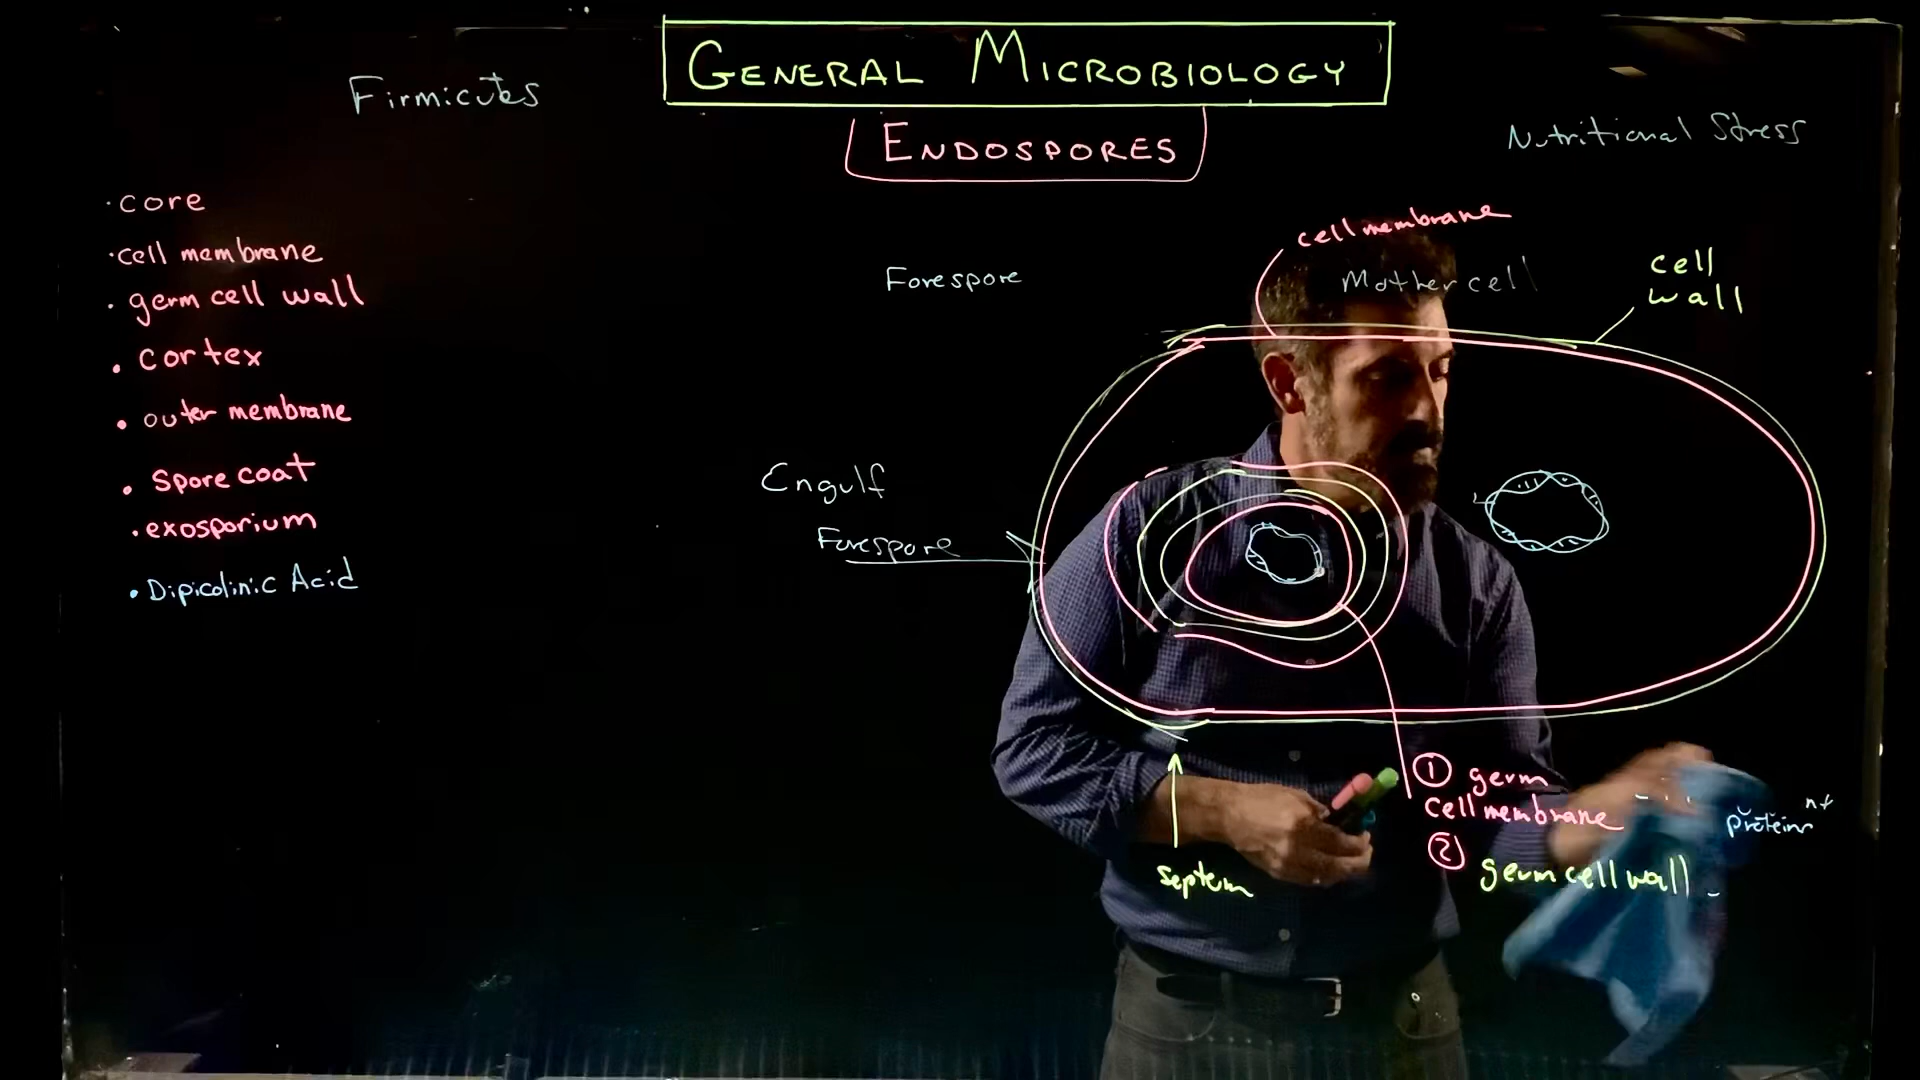 GENERAL MICROBIOLOGY
ENDOSPORES
Firmicutes
Nutritional Stress
• core
• cell membrane
• germ cell wall
• cortex
• outer membrane
• Spore coat
• exosporium
• Dipicolinic Acid
Forespore
cell membrane
Mother cell
cell
wall
Engulf
Forespore
septum
① germ
cell membrane
② germ cell wall
protein